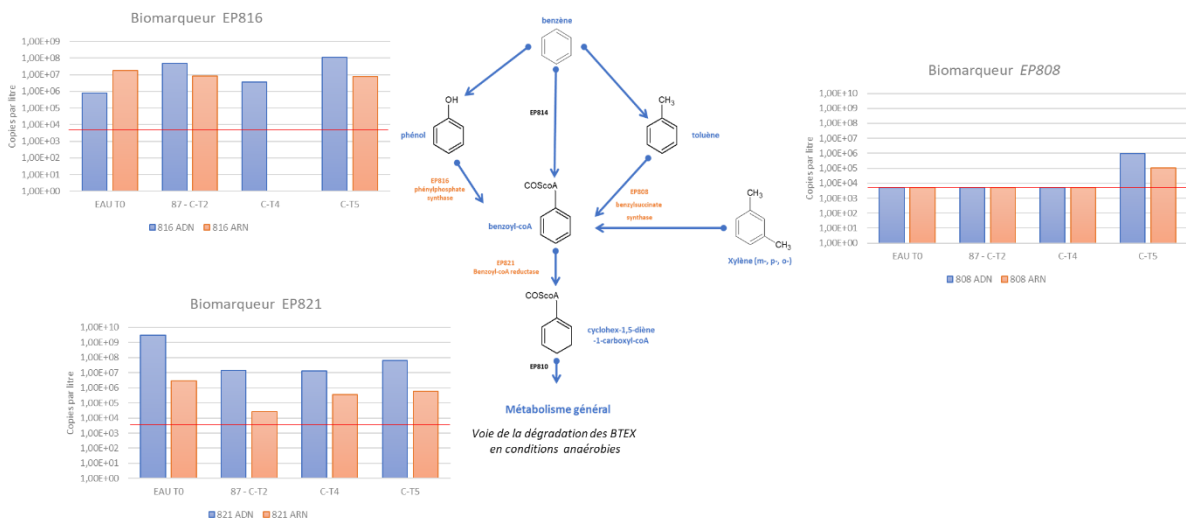 Biomarqueur EP816
1,00E+09
1,00E+08
1,00E+07
1,00E+06
1,00E+05
1,00E+04
1,00E+03
1,00E+02
1,00E+01
1,00E+00
Copies par litre
EAU T0
87 - C-T2
C-T4
C-T5
816 ADN
816 ARN
benzène
OH
phénol
EP814
CH3
toluène
EP816
phénylphosphate
synthase
EP808
benzylsuccinate
synthase
COScoA
benzoyl-coA
CH3
CH3
Xylène (m-, p-, o-)
EP821
Benzoyl-coA reductase
COScoA
cyclohex-1,5-diène
-1-carboxyl-coA
EP810
Métabolisme général
Voie de la dégradation des BTEX
en conditions anaérobies
Biomarqueur EP808
1,00E+10
1,00E+09
1,00E+08
1,00E+07
1,00E+06
1,00E+05
1,00E+04
1,00E+03
1,00E+02
1,00E+01
1,00E+00
Copies par litre
EAU T0
87 - C-T2
C-T4
C-T5
808 ADN
808 ARN
Biomarqueur EP821
1,00E+10
1,00E+09
1,00E+08
1,00E+07
1,00E+06
1,00E+05
1,00E+04
1,00E+03
1,00E+02
1,00E+01
1,00E+00
Copies par litre
EAU T0
87 - C-T2
C-T4
C-T5
821 ADN
821 ARN